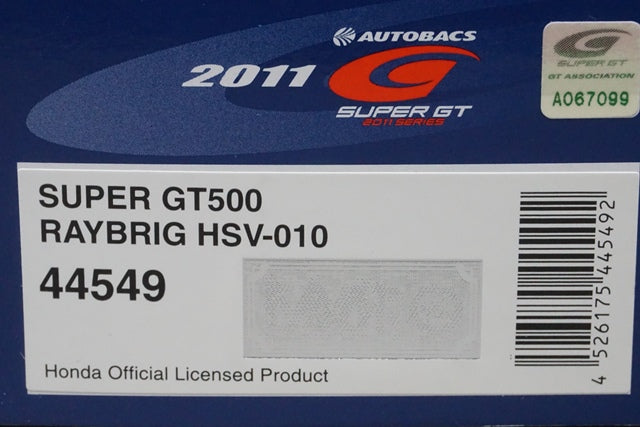 AUTOBACS
2011
SUPER GT
2011 SERIES
SUPER GT
GT ASSOCIATION
A067099
SUPER GT500
RAYBRIG HSV-010
44549
Honda Official Licensed Product
4 526175 445492